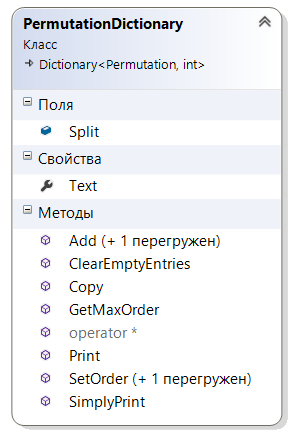 PermutationDictionary
Класс
Dictionary<Permutation, int>
Поля
Split
Свойства
Text
Методы
Add (+ 1 перегружен)
ClearEmptyEntries
Copy
GetMaxOrder
operator *
Print
SetOrder (+ 1 перегружен)
SimplyPrint